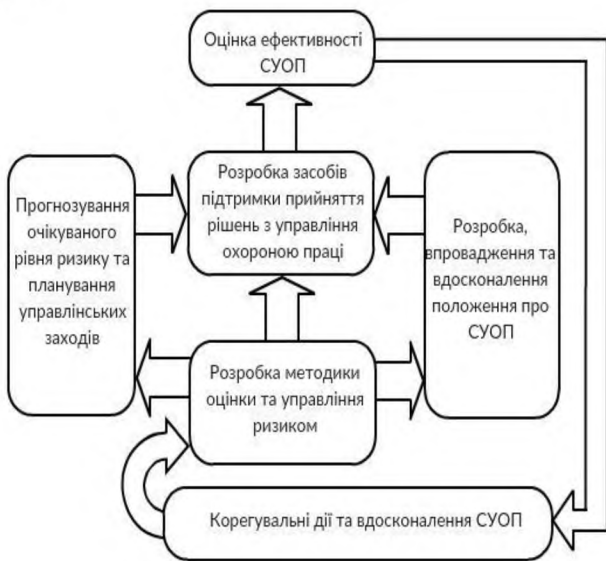 Оцінка ефективності
СУОП
Розробка засобів
підтримки прийняття
рішень з управління
охороною праці
Прогнозування
очікуваного
рівня ризику та
планування
управлінських
заходів
Розробка,
впровадження та
вдосконалення
положення про
СУОП
Розробка методики
оцінки та управління
ризиком
Корегувальні дії та вдосконалення СУОП